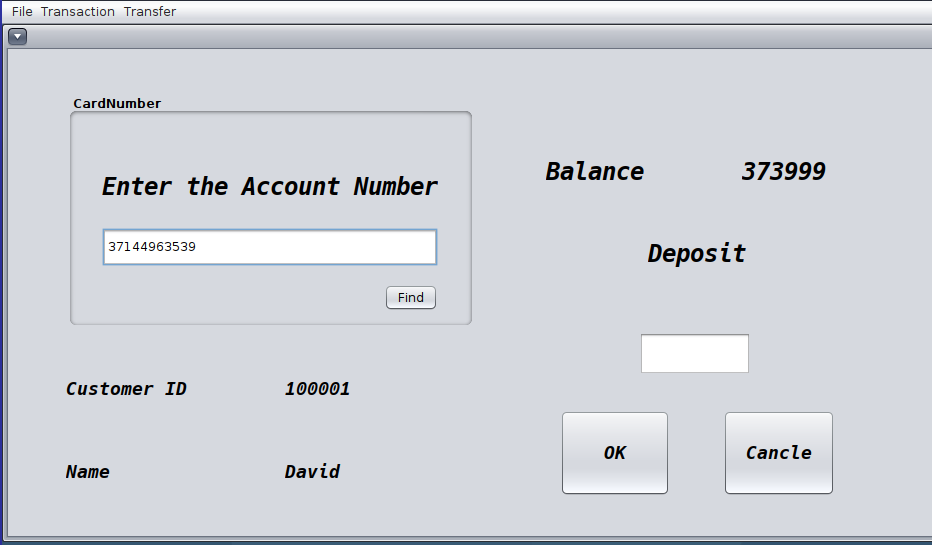 File Transaction Transfer
CardNumber
Enter the Account Number
37144963539
Find
Customer ID 100001
Name David
Balance 373999
Deposit
OK Cancle